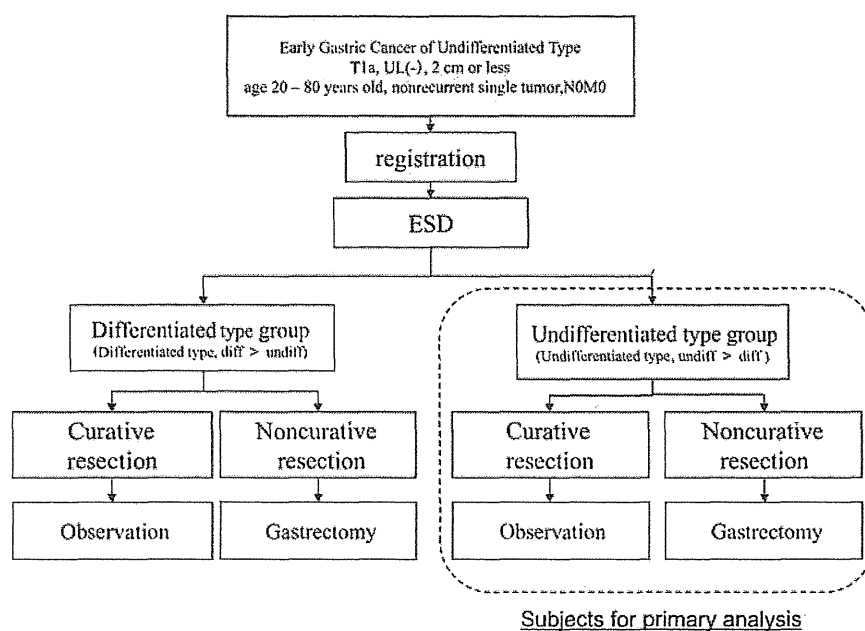 Early Gastric Cancer of Undifferentiated Type
T1a, UL(-), 2 cm or less
age 20 – 80 years old, nonrecurrent single tumor,N0M0
registration
ESD
Differentiated type group
(Differentiated type, diff > undiff)
Undifferentiated type group
(Undifferentiated type, undiff > diff )
Curative
resection
Noncurative
resection
Curative
resection
Noncurative
resection
Observation
Gastrectomy
Observation
Gastrectomy
Subjects for primary analysis